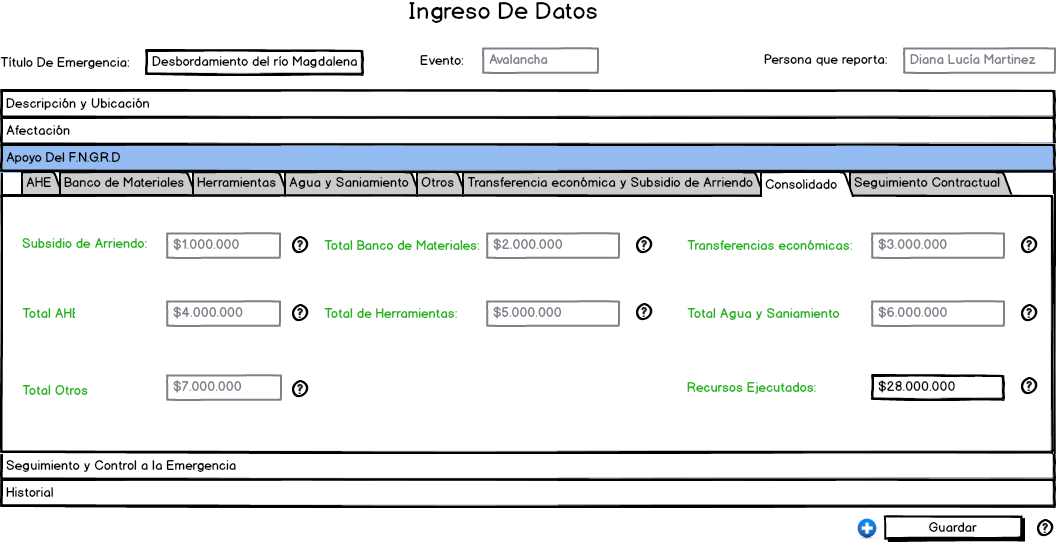 Ingreso De Datos
Título De Emergencia: Desbordamiento del río Magdalena Evento: Avalancha Persona que reporta: Diana Lucía Martinez
Descripción y Ubicación
Afectación
Apoyo Del F.N.G.R.D
AHE Banco de Materiales Herramientas Agua y Saniamiento Otros Transferencia económica y Subsidio de Arriendo Consolidado Seguimiento Contractual
Subsidio de Arriendo: $1.000.000 ? Total Banco de Materiales: $2.000.000 ? Transferencias económicas: $3.000.000 ?
Total AHE $4.000.000 ? Total de Herramientas: $5.000.000 ? Total Agua y Saniamiento $6.000.000 ?
Total Otros $7.000.000 ? Recursos Ejecutados: $28.000.000 ?
Seguimiento y Control a la Emergencia
Historial
Guardar ?